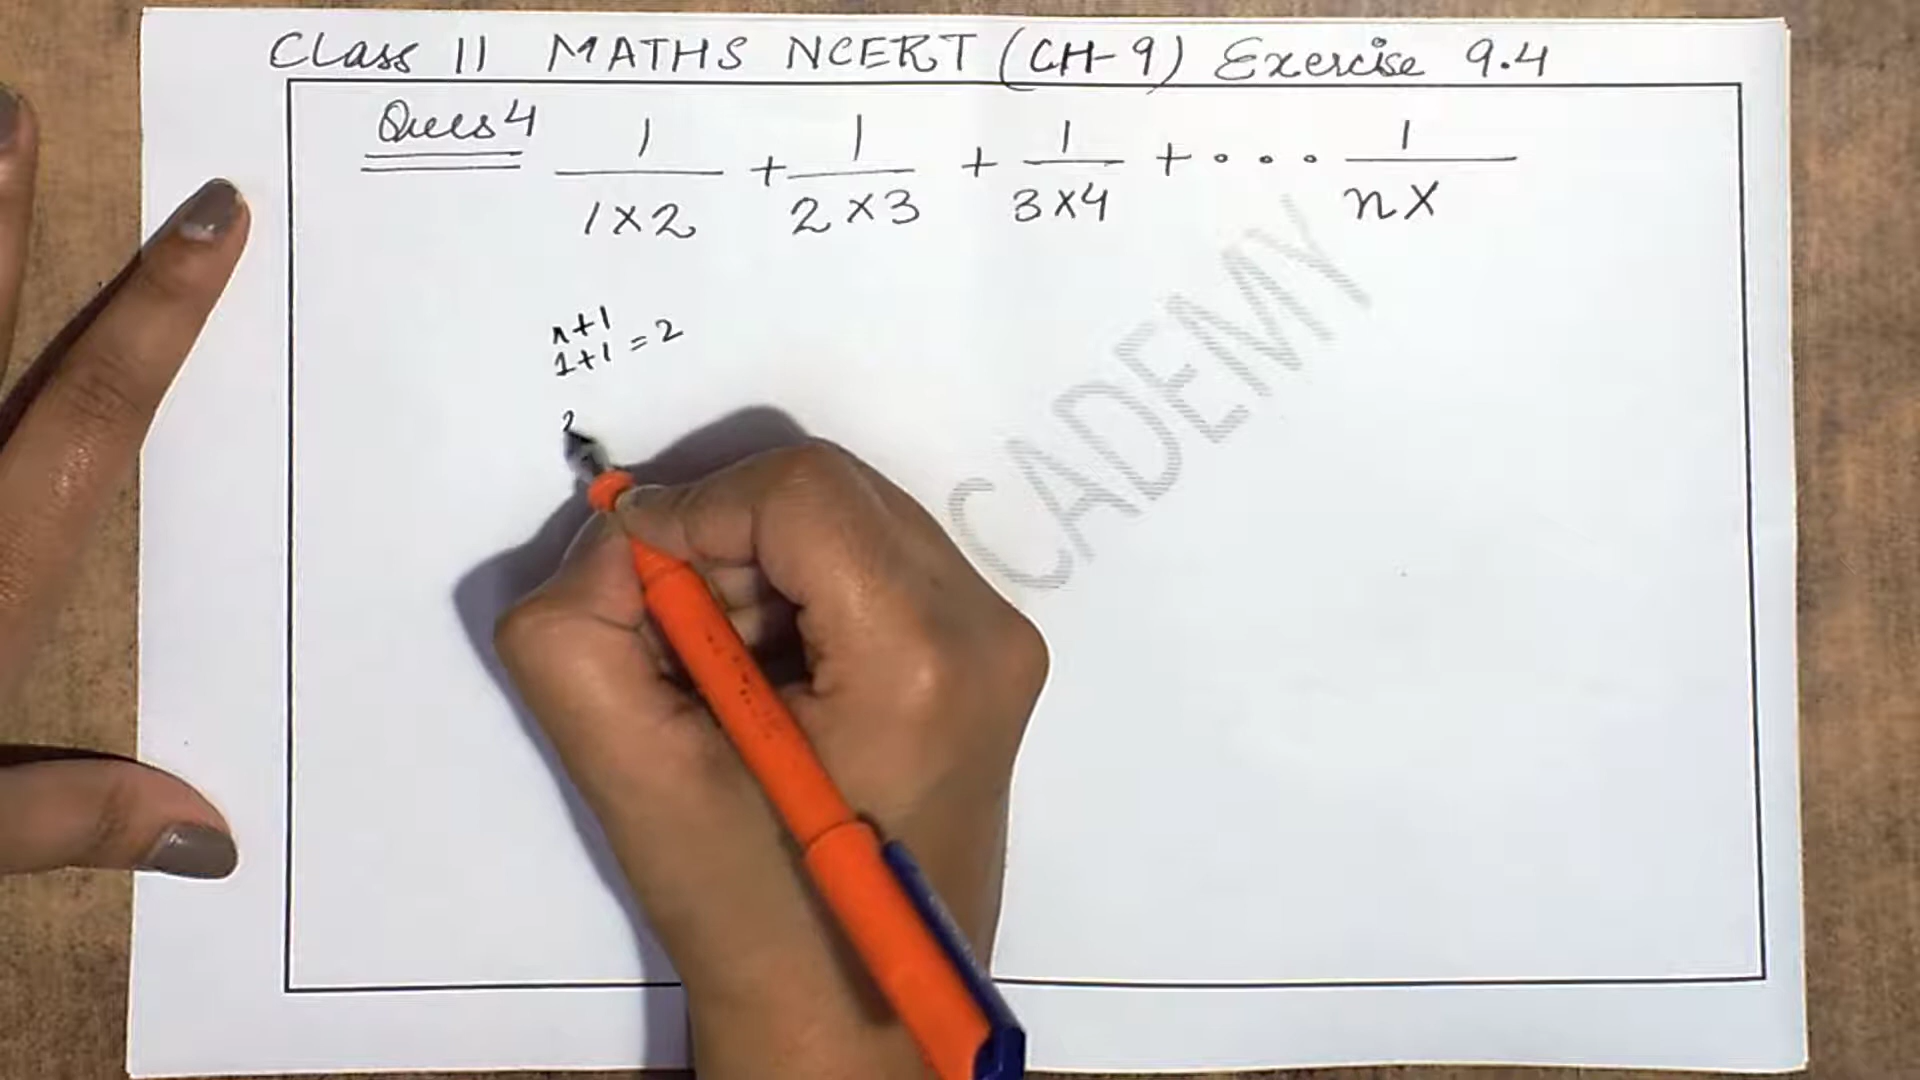 Class 11 MATHS NCERT (CH-9) Exercise 9.4
Ques 4 1/1×2 + 1/2×3 + 1/3×4 + . . . 1/n×
n+1
1+1 = 2
2
CADEMY